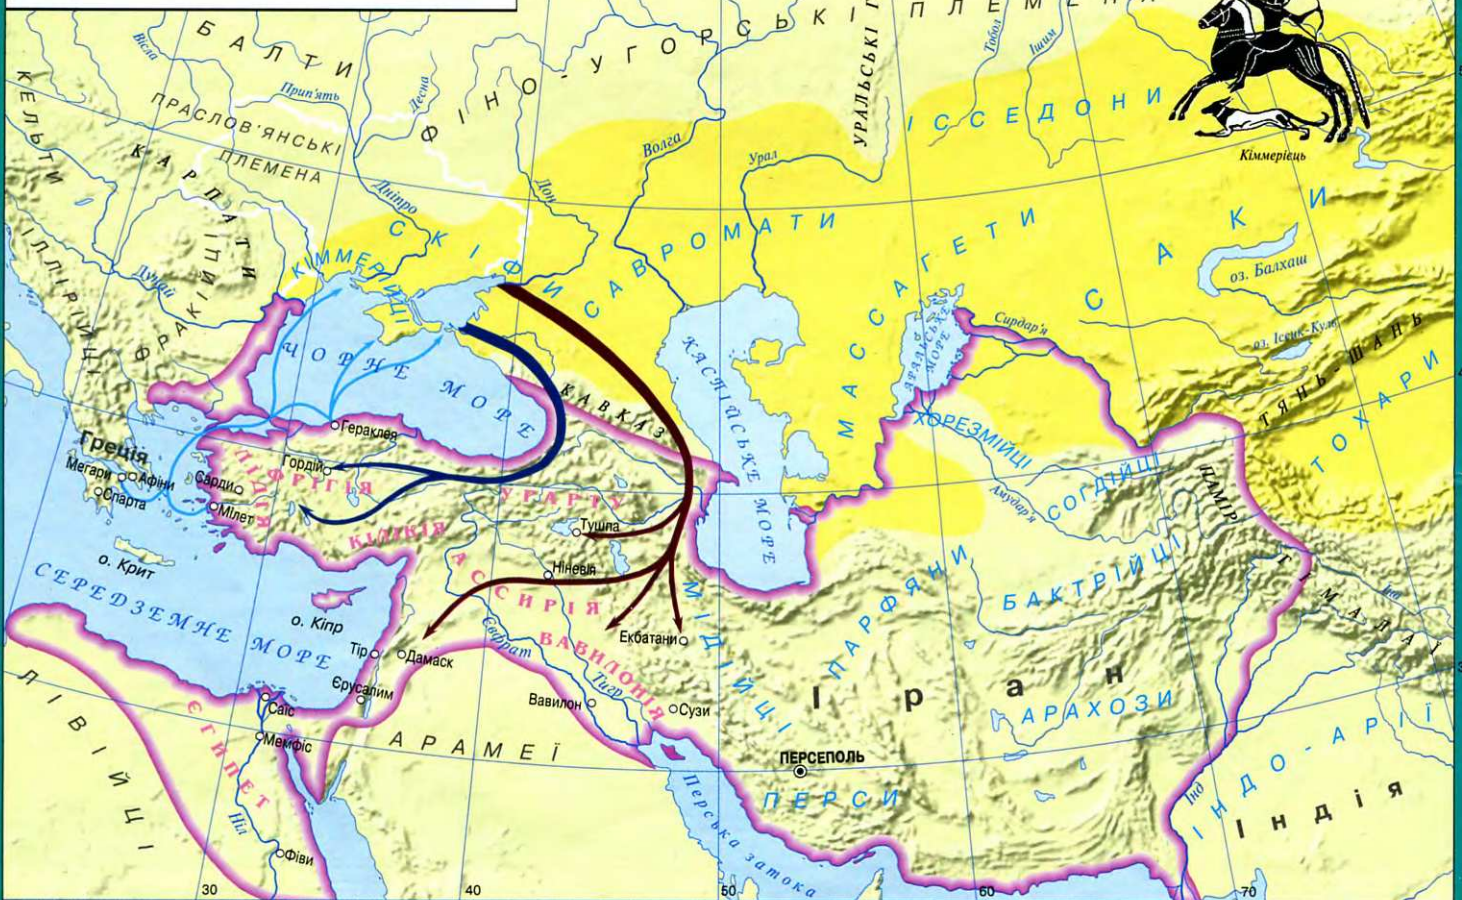 БАЛТИ
ФІНО-УГОРСЬКІ ПЛЕМЕНА
УРАЛЬСЬКІ
Вісла
Прип'ять
Десна
Тобол
Ішим
КЕЛЬТИ
ПРАСЛОВ'ЯНСЬКІ
ПЛЕМЕНА
КАРПАТИ
Дніпро
Дон
Волга
Урал
ІССЕДОНИ
Кіммерієць
ІЛЛІРІЙЦІ
ФРАКІЙЦІ
Дунай
КІММЕРІЙЦІ
СКІФИ
САВРОМАТИ
МАССАГЕТИ
САКИ
оз. Балхаш
оз. Іссик-Куль
ТЯНЬ-ШАНЬ
ТОХАРИ
ЧОРНЕ МОРЕ
КАВКАЗ
КАСПІЙСЬКЕ МОРЕ
АРАЛЬСЬКЕ
МОРЕ
Сирдар'я
ХОРЕЗМІЙЦІ
Амудар'я
СОГДІЙЦІ
ПАМІР
Греція
Мегари
Афіни
Спарта
Гераклея
Гордій
ФРІГІЯ
ЛІДІЯ
Сарди
Мілет
КІЛІКІЯ
УРАРТУ
Тушпа
Ніневія
АССИРІЯ
МІДІЙЦІ
Екбатани
ПАРФЯНИ
БАКТРІЙЦІ
ГІМАЛАЇ
Інд
о. Крит
СЕРЕДЗЕМНЕ МОРЕ
о. Кіпр
Тір
Дамаск
Євфрат
ВАВИЛОНІЯ
Тигр
Вавилон
Сузи
Єрусалим
Саїс
Мемфіс
ЄГИПЕТ
Ніл
Фіви
ЛІВІЙЦІ
АРАМЕЇ
Іран
АРАХОЗИ
ПЕРСЕПОЛЬ
ПЕРСИ
Перська затока
Інд
ІНДО-АРІЇ
Індія
30
40
50
60
70